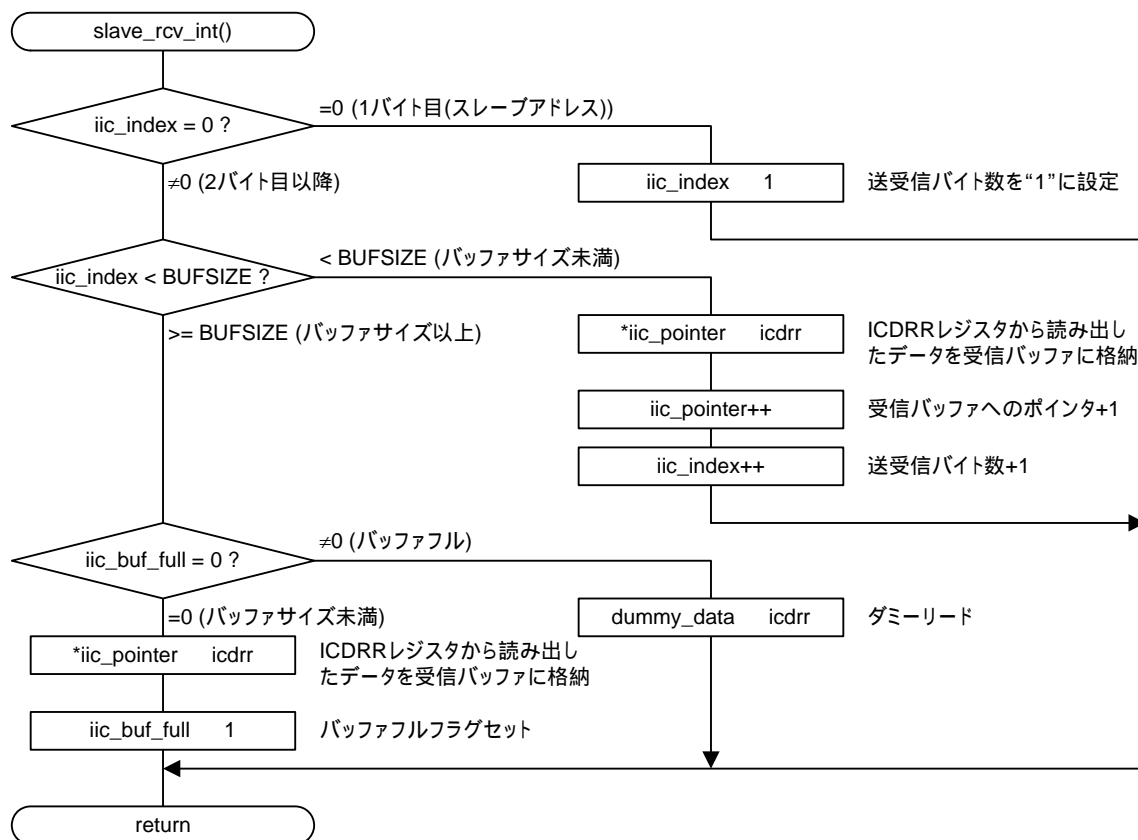 slave_rcv_int()
=0 (1バイト目(スレーブアドレス))
iic_index = 0 ?
≠0 (2バイト目以降)
iic_index 1
送受信バイト数を“1”に設定
< BUFSIZE (バッファサイズ未満)
iic_index < BUFSIZE ?
>= BUFSIZE (バッファサイズ以上)
*iic_pointer icdrr
ICDRRレジスタから読み出し
たデータを受信バッファに格納
iic_pointer++
受信バッファへのポインタ+1
iic_index++
送受信バイト数+1
≠0 (バッファフル)
iic_buf_full = 0 ?
=0 (バッファサイズ未満)
dummy_data icdrr
ダミーリード
*iic_pointer icdrr
ICDRRレジスタから読み出し
たデータを受信バッファに格納
iic_buf_full 1
バッファフルフラグセット
return